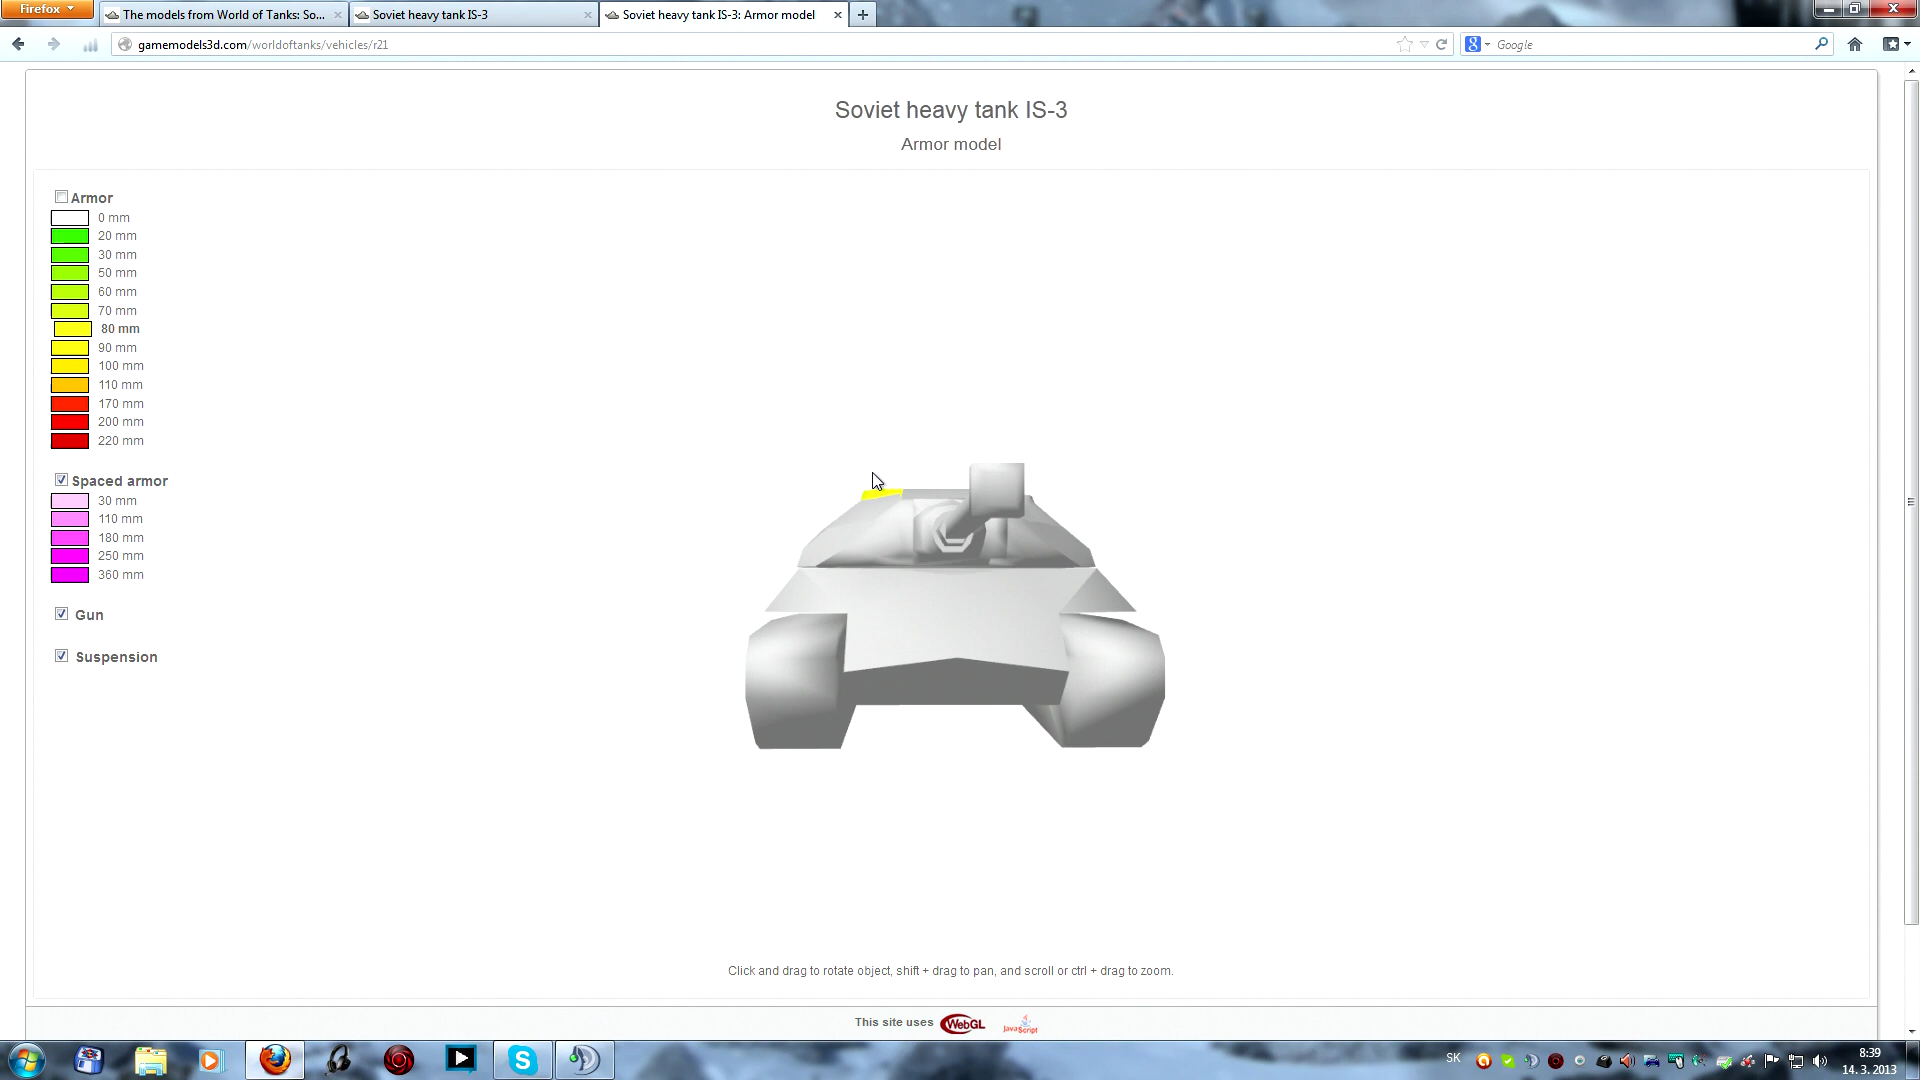 Firefox
The models from World of Tanks: So...
Soviet heavy tank IS-3
Soviet heavy tank IS-3: Armor model
gamemodels3d.com/worldoftanks/vehicles/r21
Google
Soviet heavy tank IS-3
Armor model
Armor
0 mm
20 mm
30 mm
50 mm
60 mm
70 mm
80 mm
90 mm
100 mm
110 mm
170 mm
200 mm
220 mm
Spaced armor
30 mm
110 mm
180 mm
250 mm
360 mm
Gun
Suspension
Click and drag to rotate object, shift + drag to pan, and scroll or ctrl + drag to zoom.
This site uses WebGL JavaScript
SK
8:39
14. 3. 2013